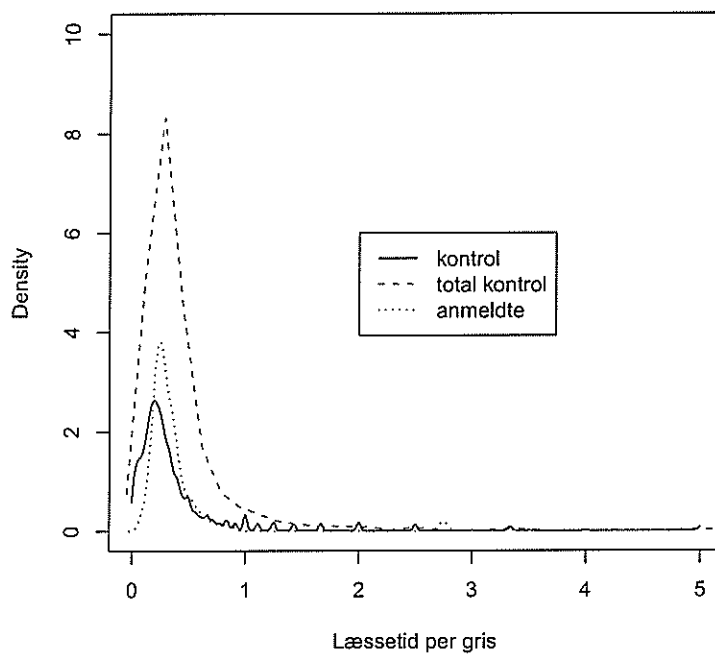 10
8
6
4
2
0
Density
kontrol
total kontrol
anmeldte
0 1 2 3 4 5
Læssetid per gris